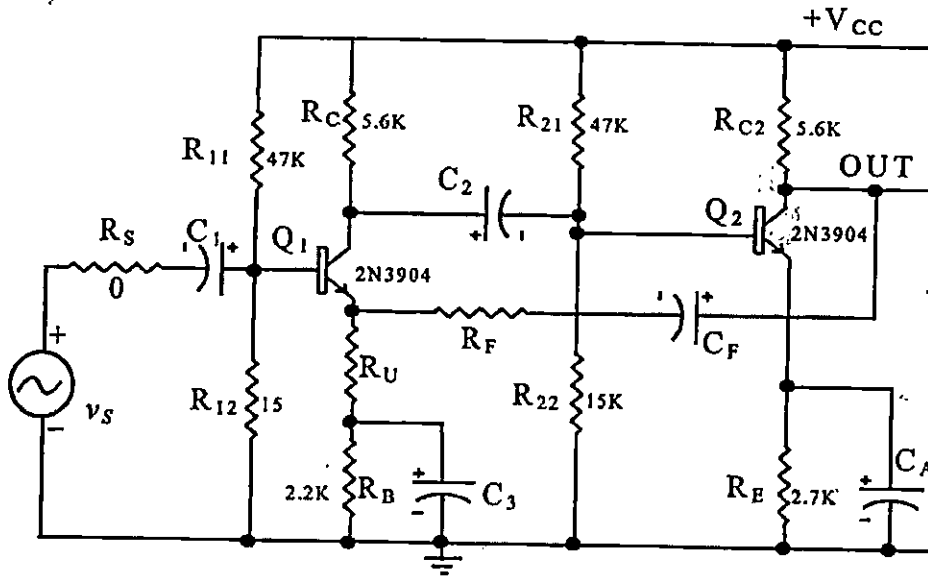 +VCC
RC 5.6K
R21 47K
RC2 5.6K
R11 47K
OUT
C2
RS
C1
Q1
Q2
2N3904
2N3904
0
+
-
vS
RF
CF
RU
R12 15
R22 15K
2.2K RB
C3
RE 2.7K
CA